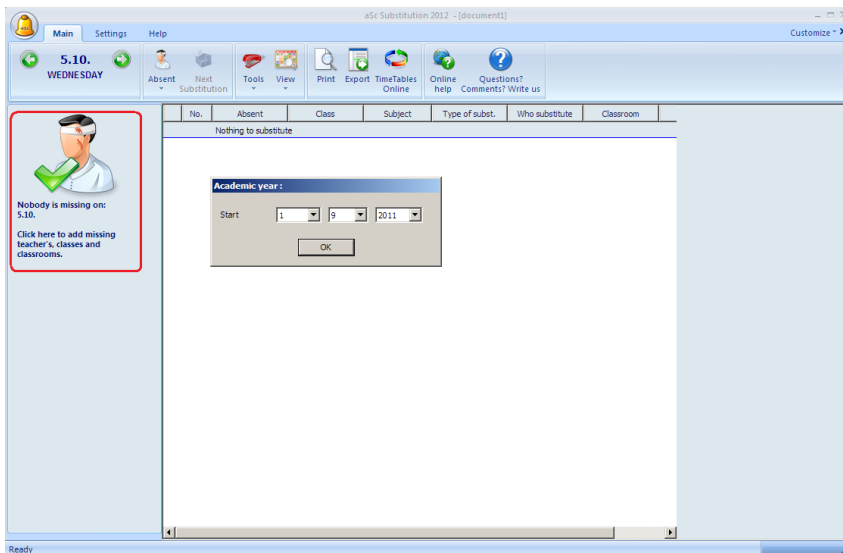 aSc Substitution 2012 - [document1]
Main Settings Help Customize
5.10.
WEDNESDAY
Absent
Next
Substitution
Tools
View
Print
Export
TimeTables
Online
Online
help
Questions?
Comments? Write us
No. Absent Class Subject Type of subst. Who substitute Classroom
Nothing to substitute
Nobody is missing on:
5.10.
Click here to add missing
teacher's, classes and
classrooms.
Academic year :
Start 1 9 2011
OK
Ready